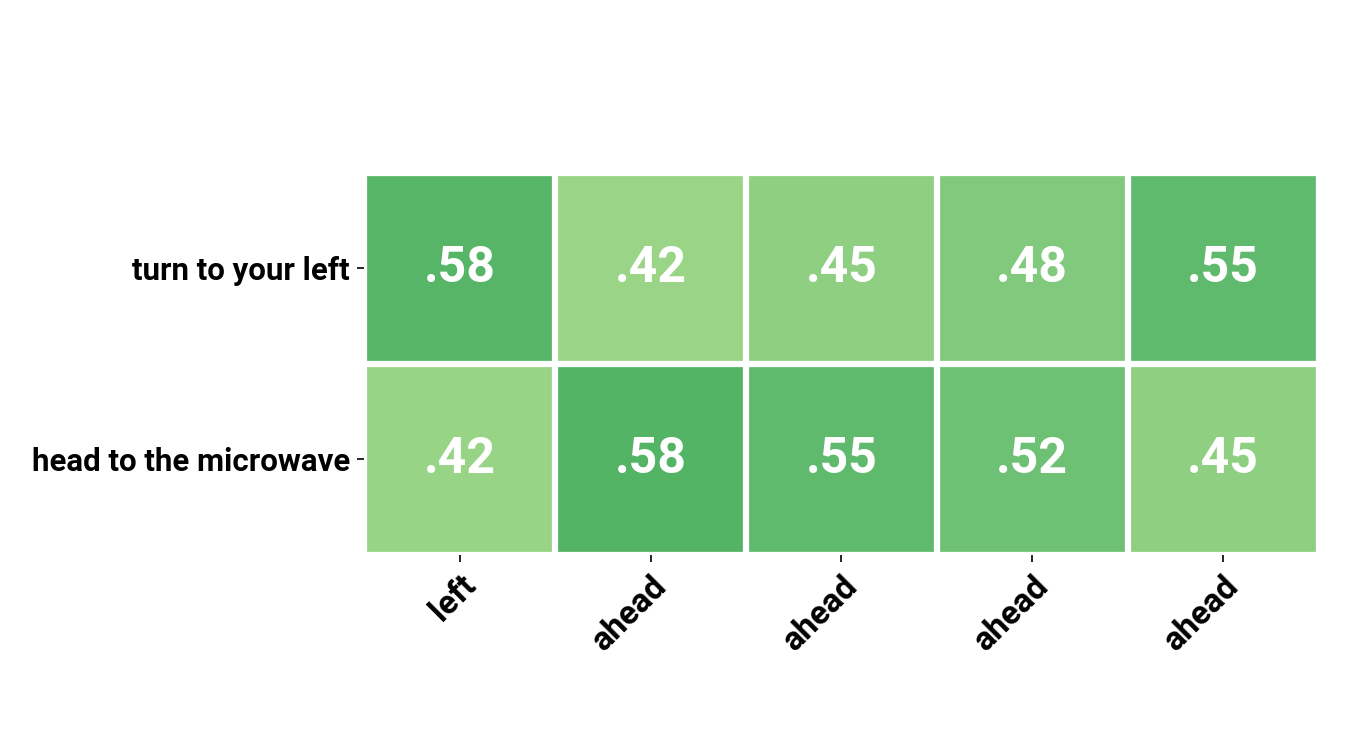 turn to your left .58 .42 .45 .48 .55
head to the microwave .42 .58 .55 .52 .45
left ahead ahead ahead ahead